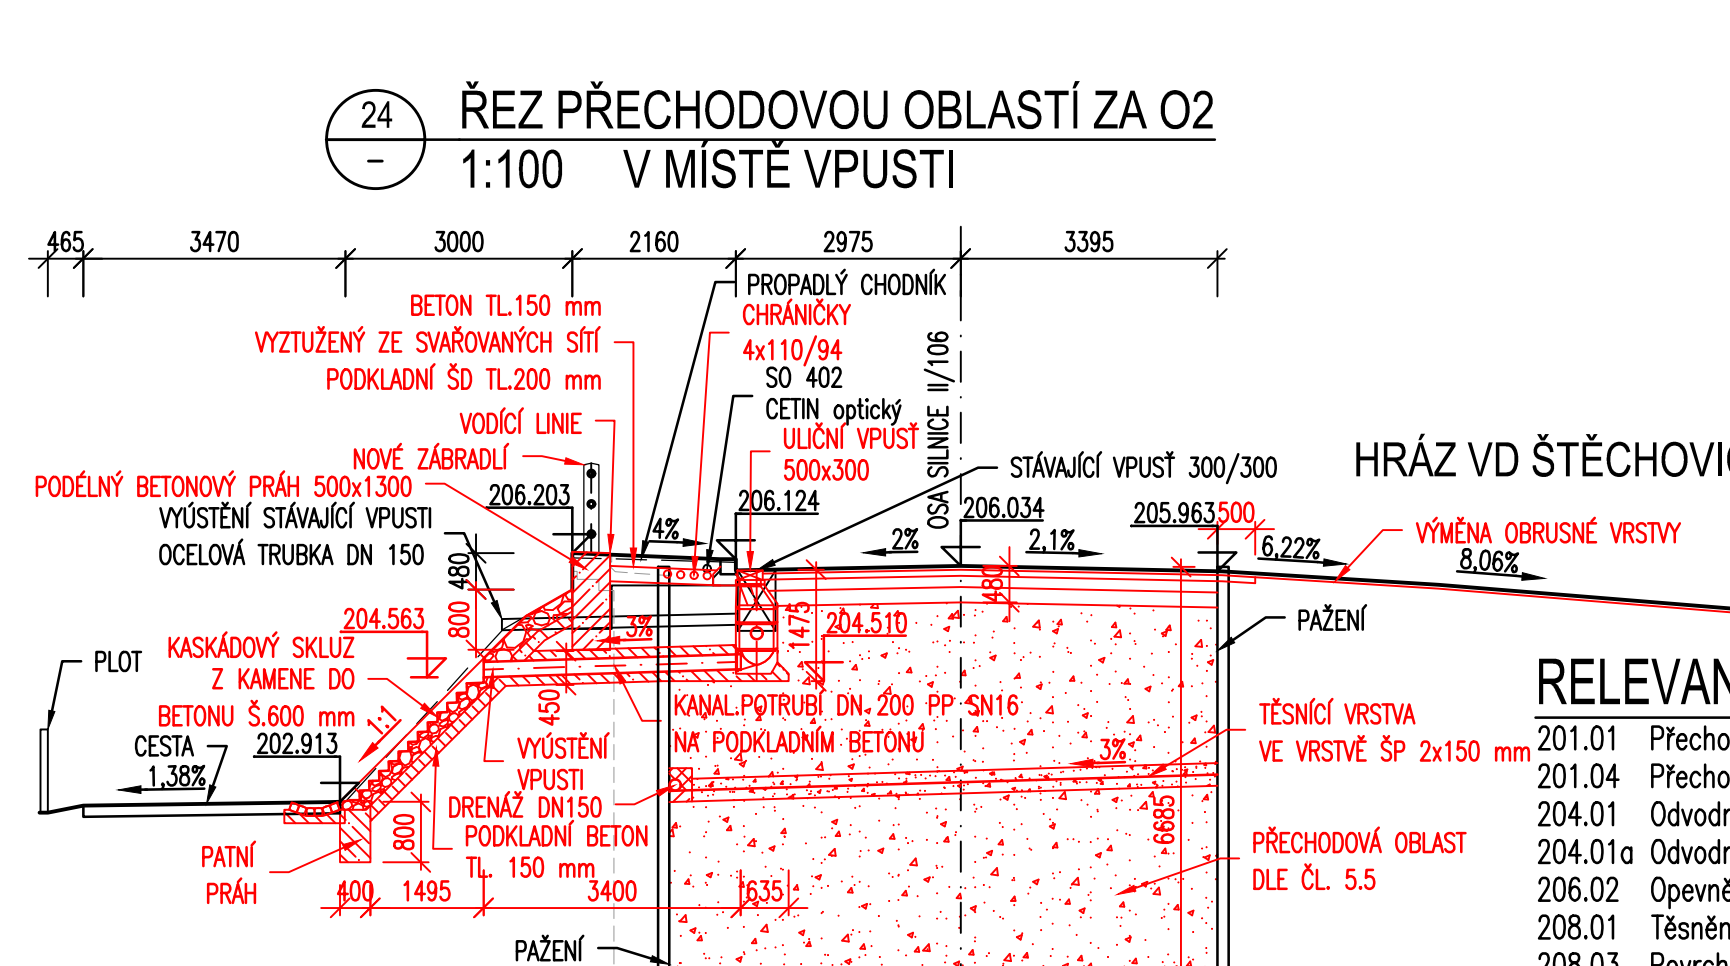 24
–
ŘEZ PŘECHODOVOU OBLASTÍ ZA O2
1:100 V MÍSTĚ VPUSTI
465 3470 3000 2160 2975 3395
PROPADLÝ CHODNÍK
BETON TL.150 mm
VYZTUŽENÝ ZE SVAŘOVANÝCH SÍTÍ
PODKLADNÍ ŠD TL.200 mm
CHRÁNIČKY
4x110/94
SO 402
CETIN optický
VODÍCÍ LINIE
ULIČNÍ VPUSŤ
500x300
OSA SILNICE II/106
NOVÉ ZÁBRADLÍ
STÁVAJÍCÍ VPUSŤ 300/300
HRÁZ VD ŠTĚCHOVIC
PODÉLNÝ BETONOVÝ PRÁH 500x1300
206.203
206.124
206.034
205.963
500
VYÚSTĚNÍ STÁVAJÍCÍ VPUSTI
OCELOVÁ TRUBKA DN 150
4%
2%
2,1%
6,22%
8,06%
VÝMĚNA OBRUSNÉ VRSTVY
480
800
480
1475
3%
204.563
204.510
PAŽENÍ
KASKÁDOVÝ SKLUZ
Z KAMENE DO
BETONU Š.600 mm
PLOT
1:1
CESTA
202.913
1,38%
450
KANAL.POTRUBÍ DN 200 PP SN16
NA PODKLADNÍM BETONU
VYÚSTĚNÍ
VPUSTI
TĚSNÍCÍ VRSTVA
VE VRSTVĚ ŠP 2x150 mm
3%
DRENÁŽ DN150
PODKLADNÍ BETON
TL. 150 mm
800
6685
PATNÍ
PRÁH
PŘECHODOVÁ OBLAST
DLE ČL. 5.5
400 1495 3400 635
PAŽENÍ
RELEVAN
201.01 Přecho
201.04 Přecho
204.01 Odvodr
204.01a Odvodr
206.02 Opevně
208.01 Těsněn
208.03 Povrch